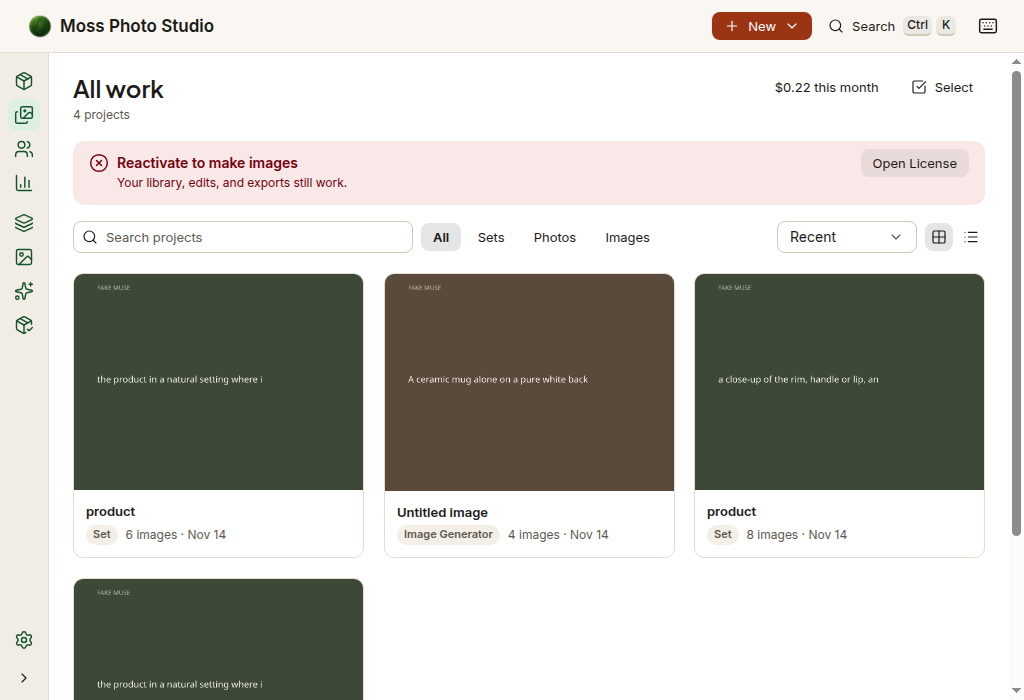 Moss Photo Studio
New
Search Ctrl K
All work
4 projects
$0.22 this month
Select
Reactivate to make images
Your library, edits, and exports still work.
Open License
Search projects
All Sets Photos Images
Recent
FAKE MUSE
the product in a natural setting where i
product
Set 6 images · Nov 14
FAKE MUSE
A ceramic mug alone on a pure white back
Untitled image
Image Generator 4 images · Nov 14
FAKE MUSE
a close-up of the rim, handle or lip, an
product
Set 8 images · Nov 14
FAKE MUSE
the product in a natural setting where i